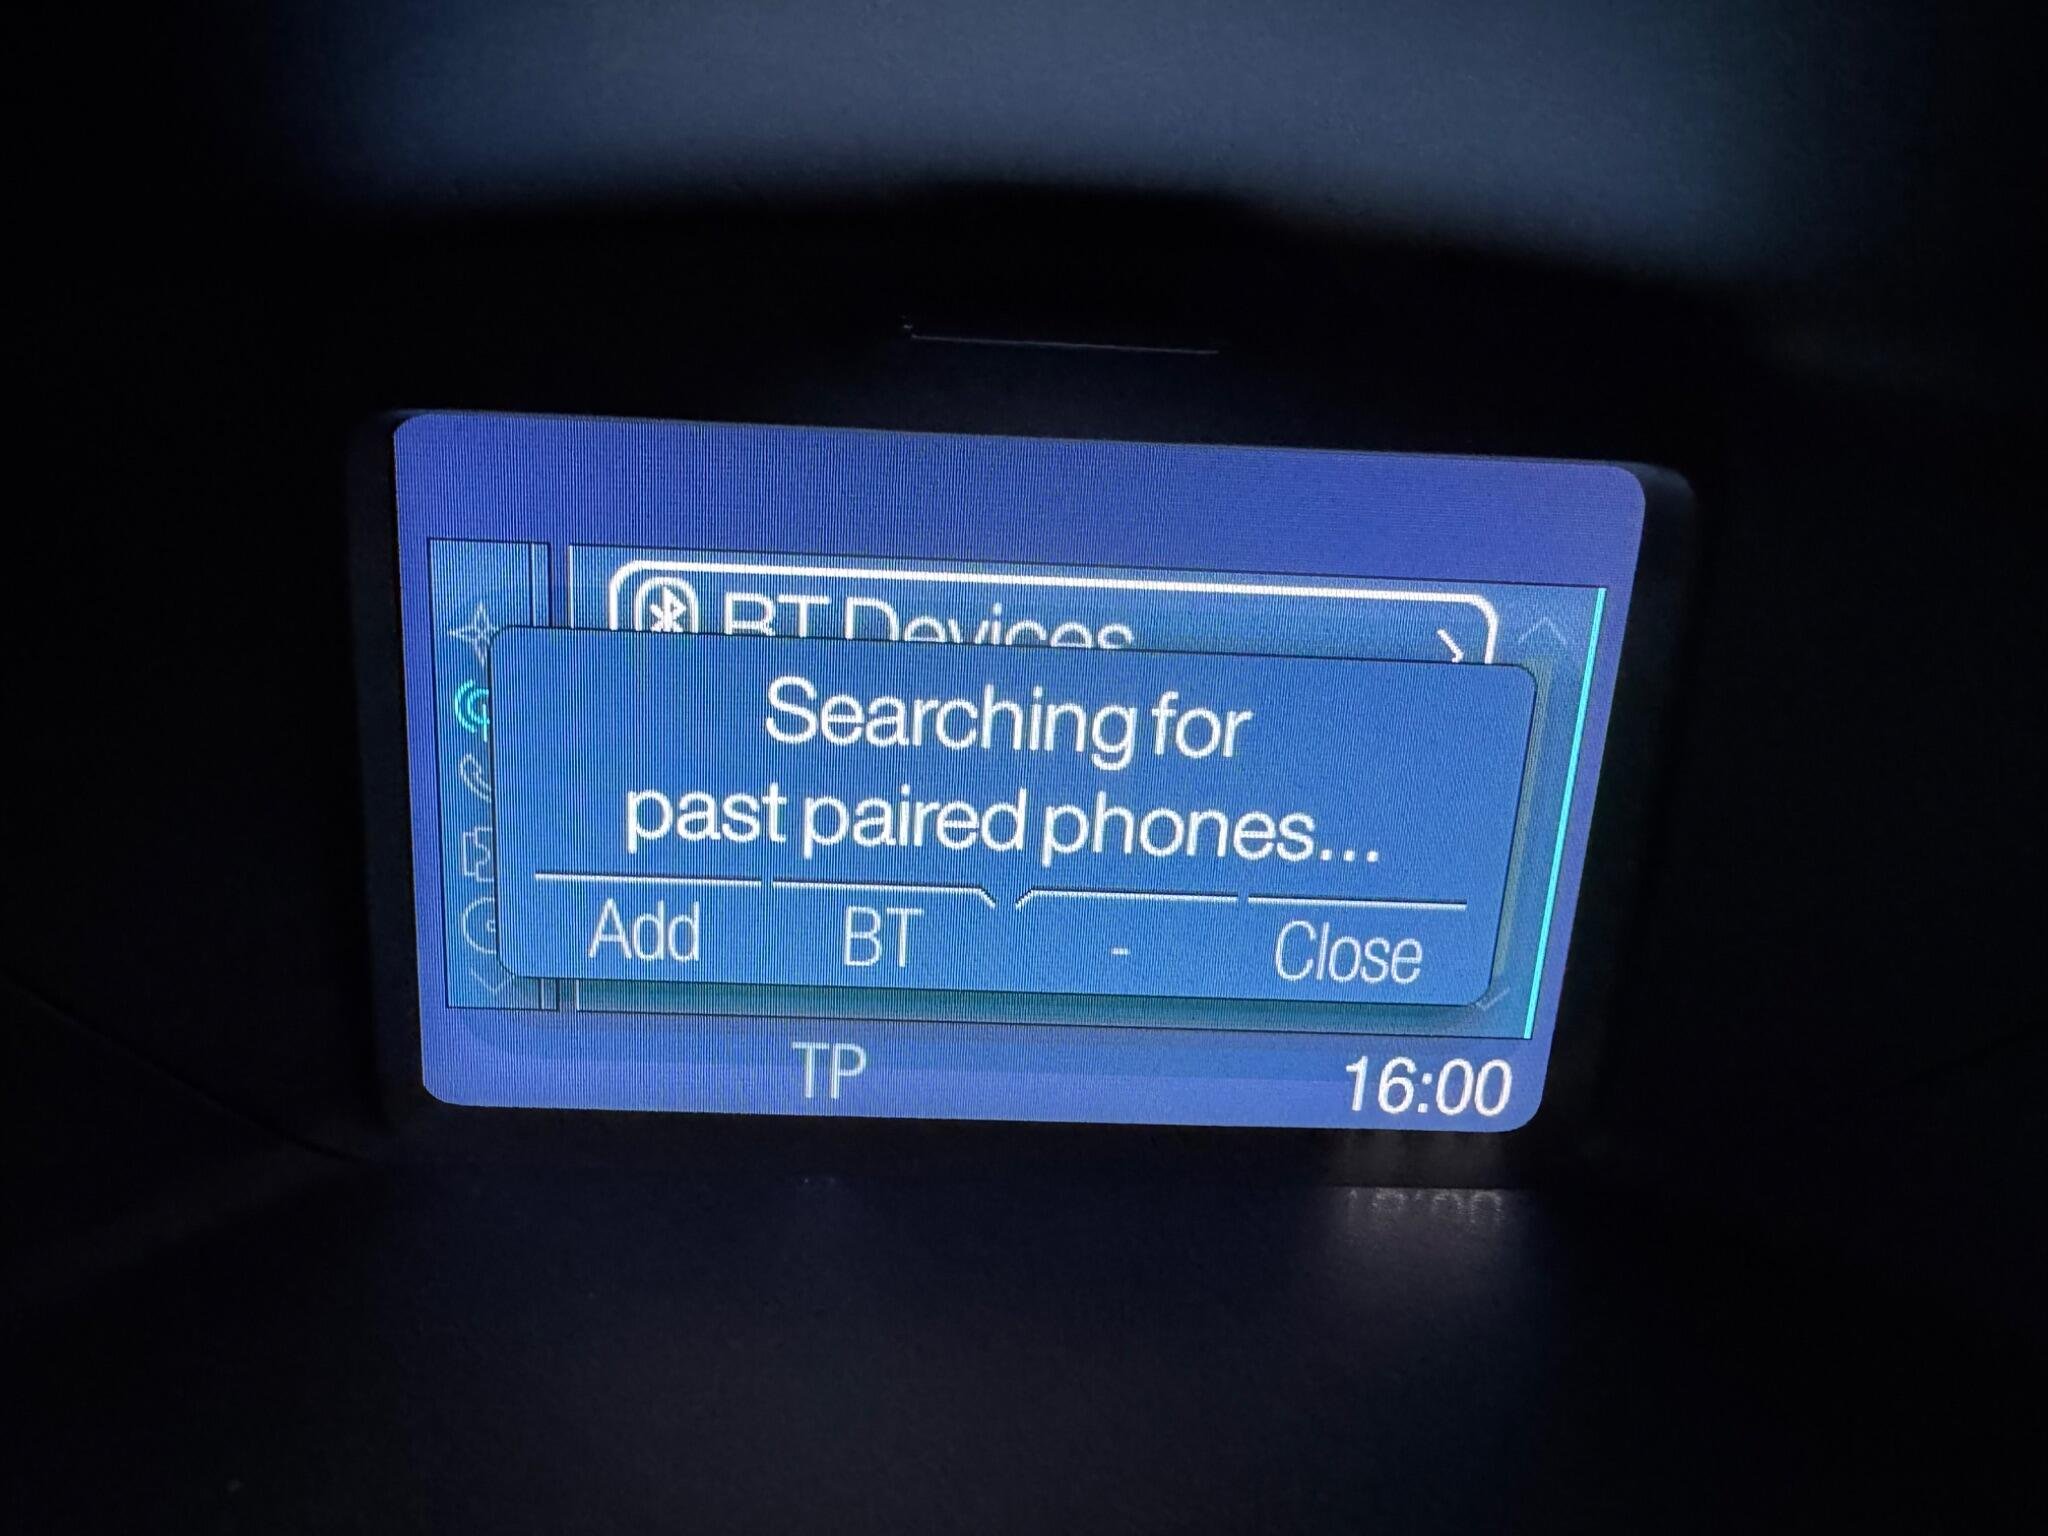 BT Devices
Searching for
past paired phones...
Add BT - Close
TP 16:00